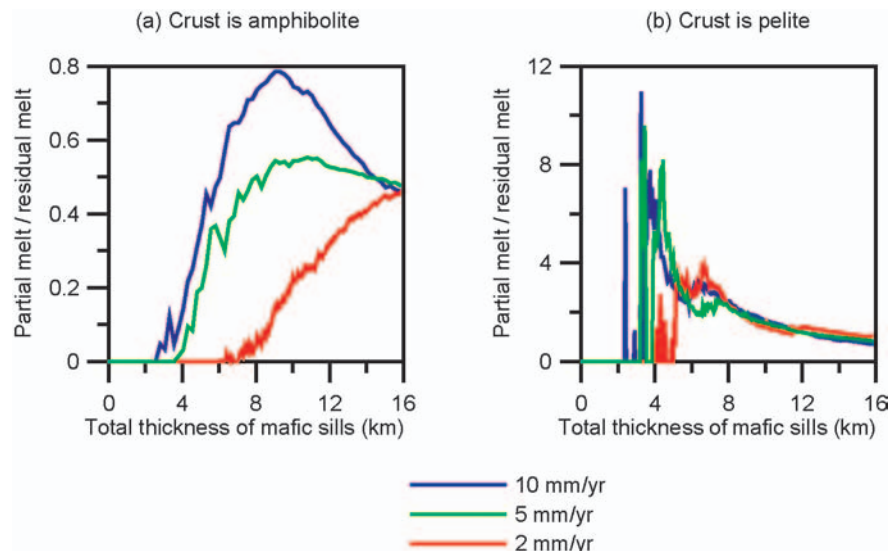 (a) Crust is amphibolite
(b) Crust is pelite
Partial melt / residual melt
0.8
0.6
0.4
0.2
0
0 4 8 12 16
Total thickness of mafic sills (km)
Partial melt / residual melt
12
8
4
0
0 4 8 12 16
Total thickness of mafic sills (km)
10 mm/yr
5 mm/yr
2 mm/yr